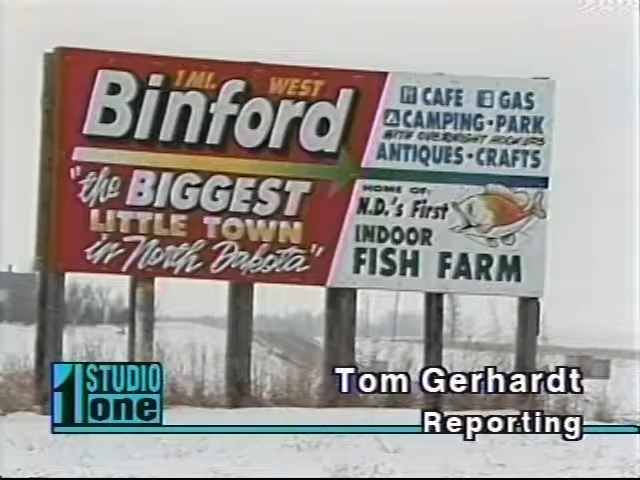 1 MI. WEST
Binford
"the BIGGEST
LITTLE TOWN
in North Dakota"
CAFE GAS
CAMPING • PARK
WITH OVERNIGHT HOOKUPS
ANTIQUES • CRAFTS
HOME OF:
N.D.'s First
INDOOR
FISH FARM
1 STUDIO
one
Tom Gerhardt
Reporting